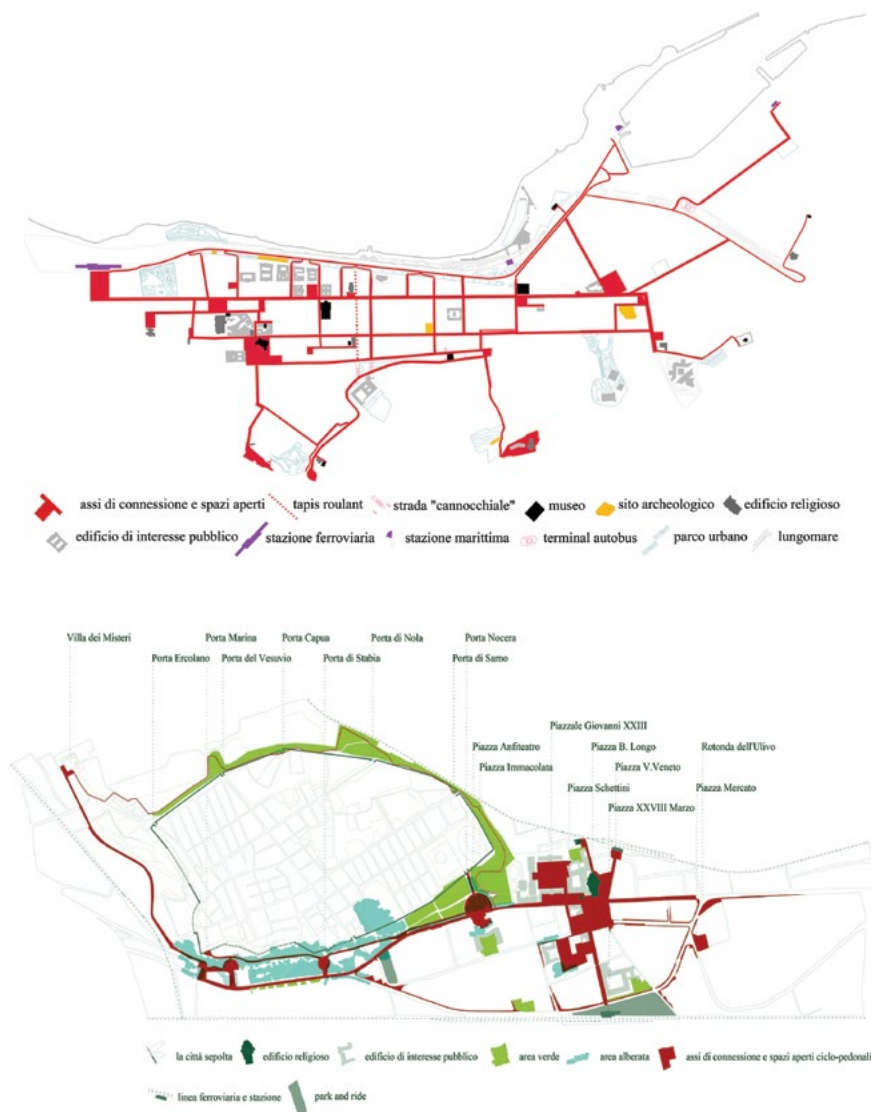 assi di connessione e spazi aperti tapis roulant strada "cannocchiale" museo sito archeologico edificio religioso
edificio di interesse pubblico stazione ferroviaria stazione marittima terminal autobus parco urbano lungomare
Villa dei Misteri Porta Marina Porta Capua Porta di Nola Porta Nocera
Porta Ercolano Porta del Vesuvio Porta di Stabia Porta di Sarno
Piazzale Giovanni XXIII
Piazza Anfiteatro Piazza B. Longo Rotonda dell'Ulivo
Piazza Immacolata Piazza V.Veneto
Piazza Schettini Piazza Mercato
Piazza XXVIII Marzo
la città sepolta edificio religioso edificio di interesse pubblico area verde area alberata assi di connessione e spazi aperti ciclo-pedonali
linea ferroviaria e stazione park and ride